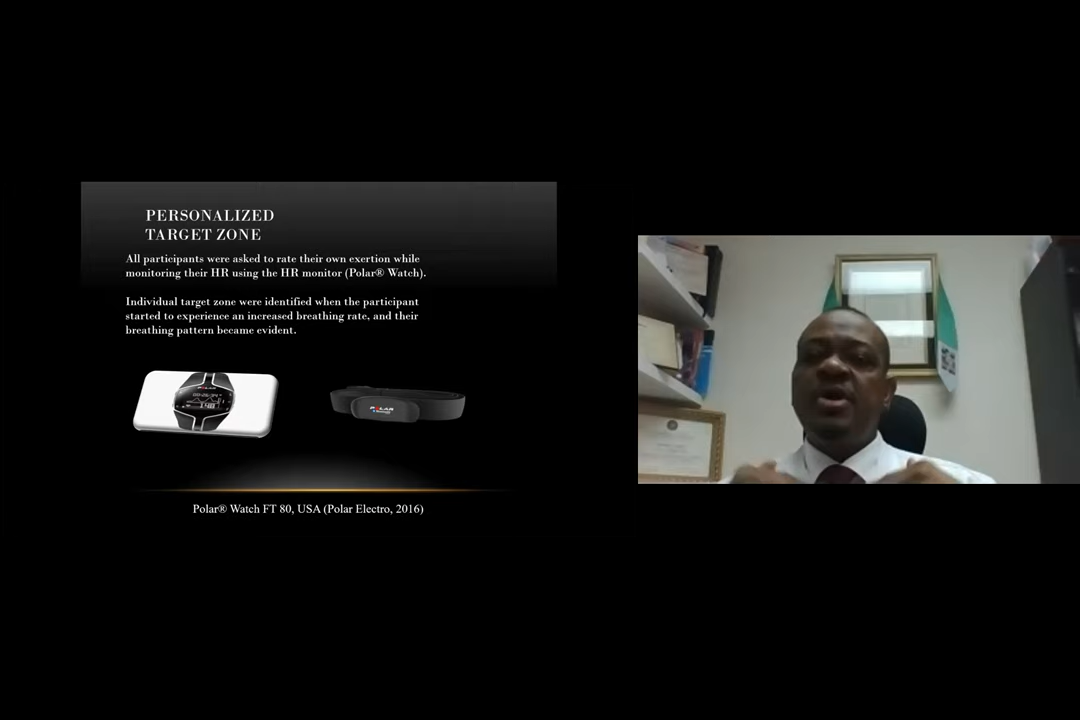 PERSONALIZED
TARGET ZONE
All participants were asked to rate their own exertion while
monitoring their HR using the HR monitor (Polar® Watch).
Individual target zone were identified when the participant
started to experience an increased breathing rate, and their
breathing pattern became evident.
POLAR
148
POLAR
Polar® Watch FT 80, USA (Polar Electro, 2016)